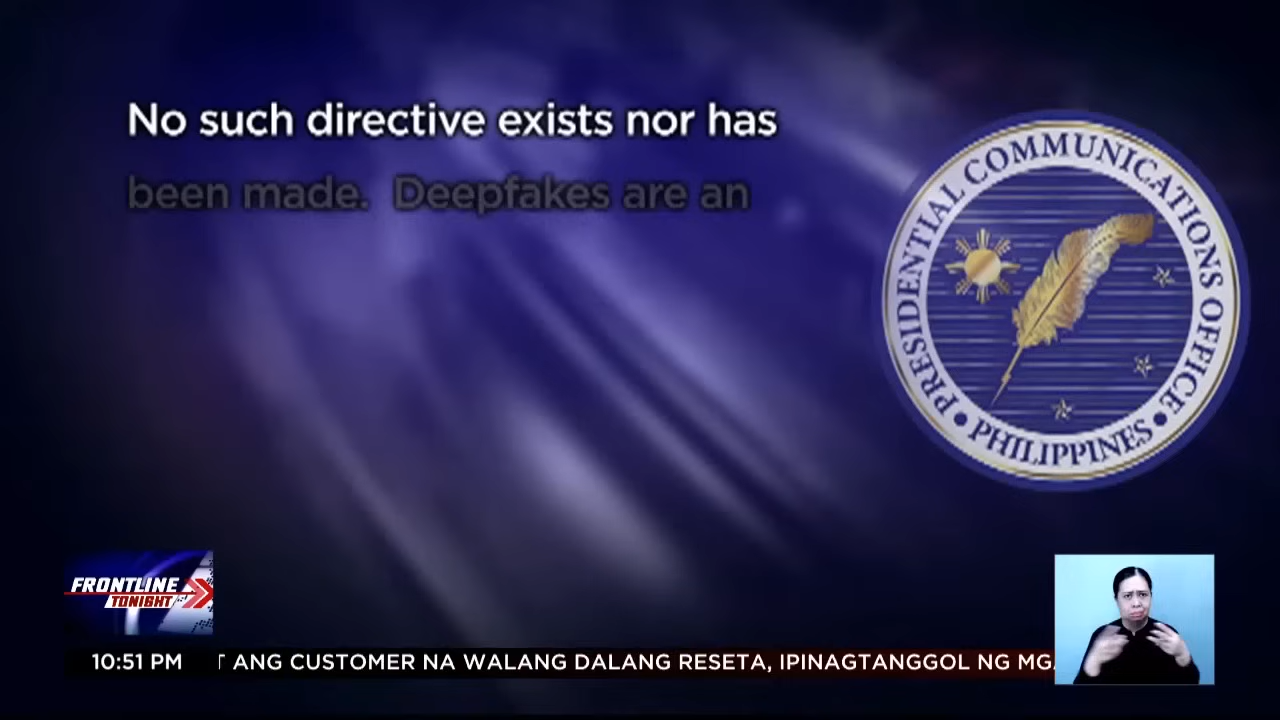 No such directive exists nor has
been made. Deepfakes are an
PRESIDENTIAL COMMUNICATIONS OFFICE
• PHILIPPINES •
FRONTLINE
TONIGHT
10:51 PM
T ANG CUSTOMER NA WALANG DALANG RESETA, IPINAGTANGGOL NG MGA